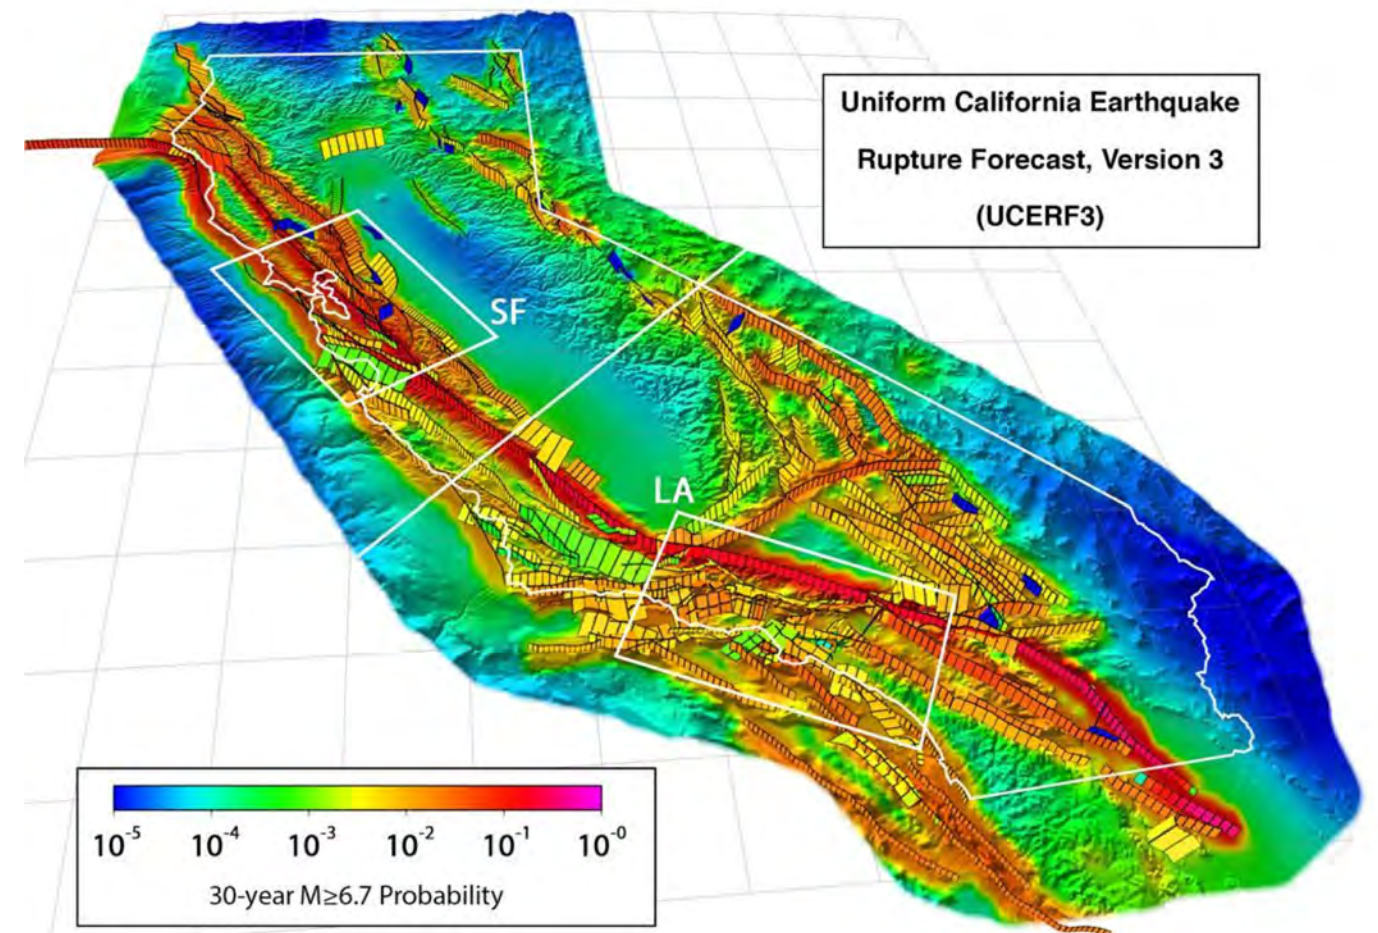 Uniform California Earthquake
Rupture Forecast, Version 3
(UCERF3)
SF
LA
10⁻⁵ 10⁻⁴ 10⁻³ 10⁻² 10⁻¹ 10⁻⁰
30-year M≥6.7 Probability